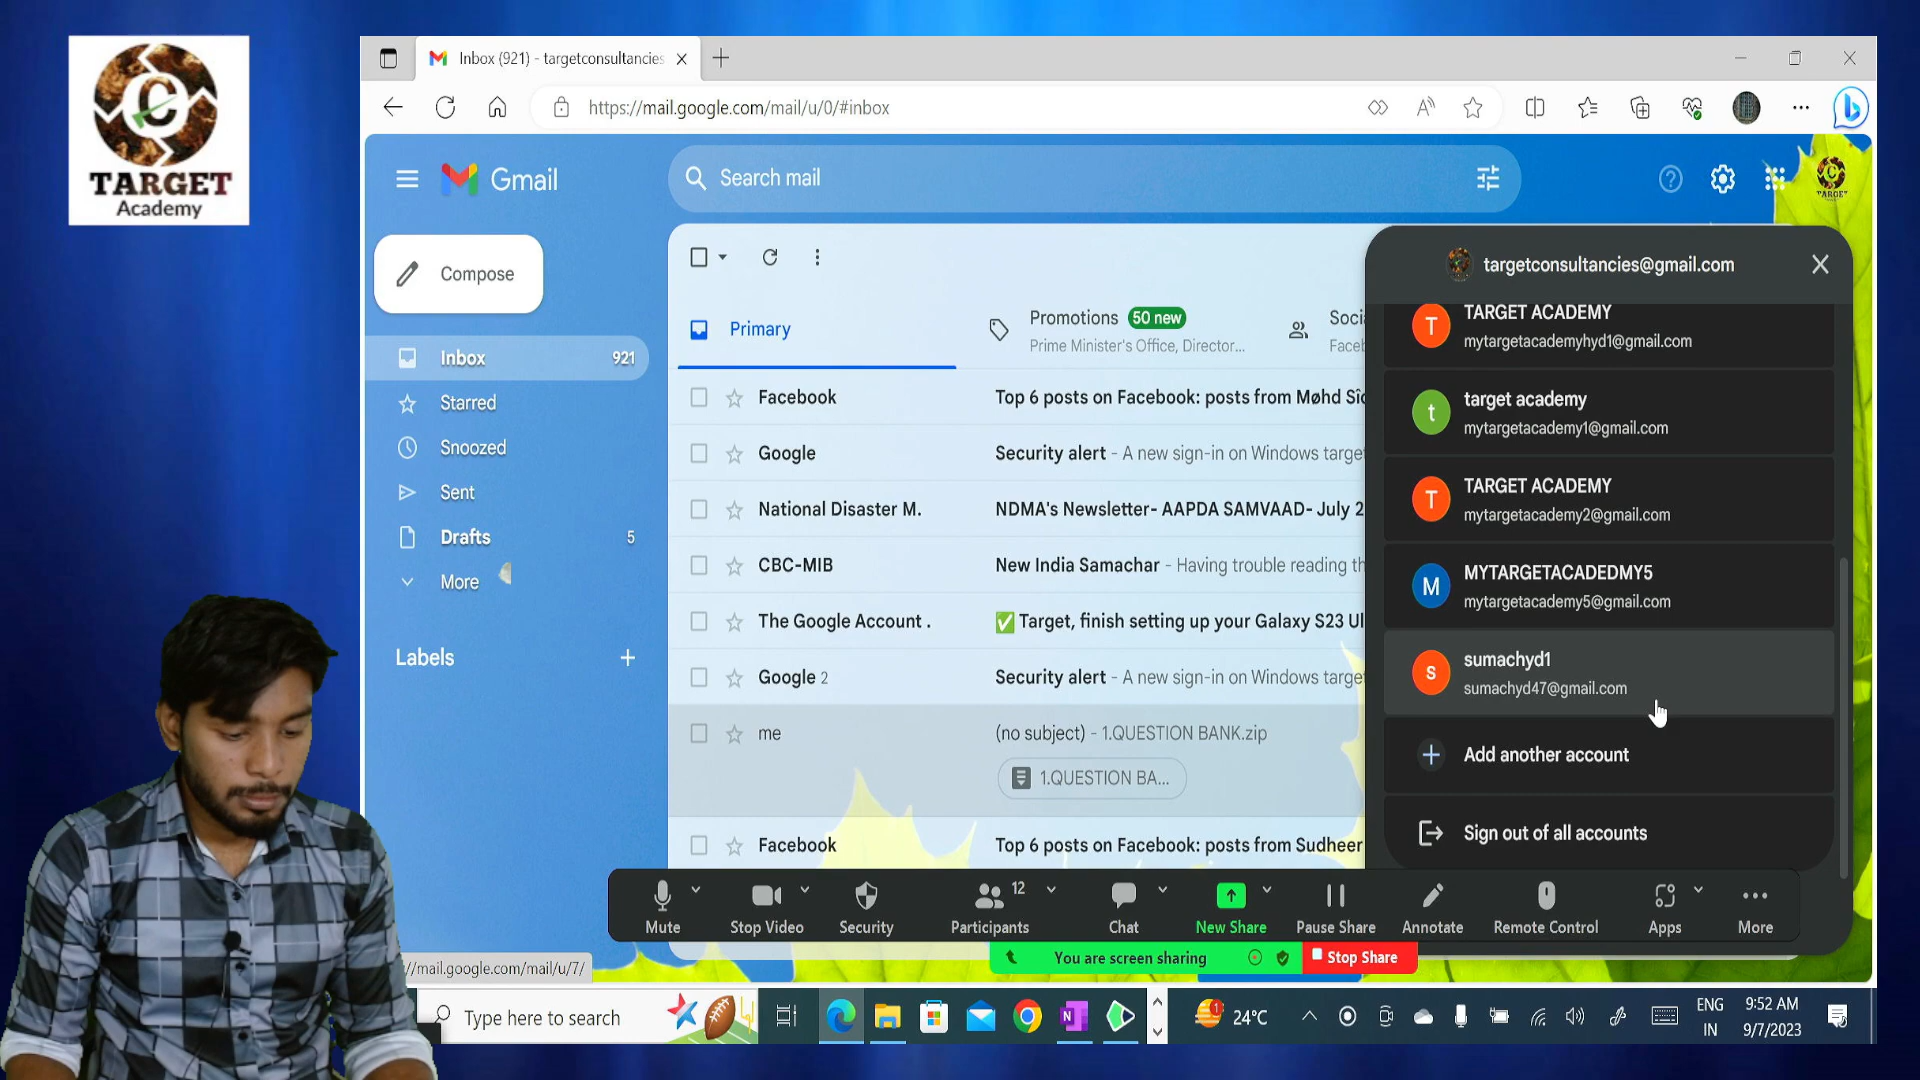 TARGET
Academy
Inbox (921) - targetconsultancies
https://mail.google.com/mail/u/0/#inbox
Gmail
Search mail
Compose
Inbox 921
Starred
Snoozed
Sent
Drafts 5
More
Labels
Primary
Promotions 50 new
Prime Minister's Office, Director...
Soci
Faceb
Facebook Top 6 posts on Facebook: posts from Møhd
Google Security alert - A new sign-in on Windows targe
National Disaster M. NDMA's Newsletter- AAPDA SAMVAAD- July 2
CBC-MIB New India Samachar - Having trouble reading th
The Google Account . ✅ Target, finish setting up your Galaxy S23 Ul
Google 2 Security alert - A new sign-in on Windows targe
me (no subject) - 1.QUESTION BANK.zip
1.QUESTION BA...
Facebook Top 6 posts on Facebook: posts from Sudheer
targetconsultancies@gmail.com
T
TARGET ACADEMY
mytargetacademyhyd1@gmail.com
t
target academy
mytargetacademy1@gmail.com
T
TARGET ACADEMY
mytargetacademy2@gmail.com
M
MYTARGETACADEDMY5
mytargetacademy5@gmail.com
s
sumachyd1
sumachyd47@gmail.com
Add another account
Sign out of all accounts
Mute
Stop Video
Security
Participants 12
Chat
New Share
Pause Share
Annotate
Remote Control
Apps
More
You are screen sharing
Stop Share
//mail.google.com/mail/u/7/
Type here to search
24°C
ENG
IN
9:52 AM
9/7/2023